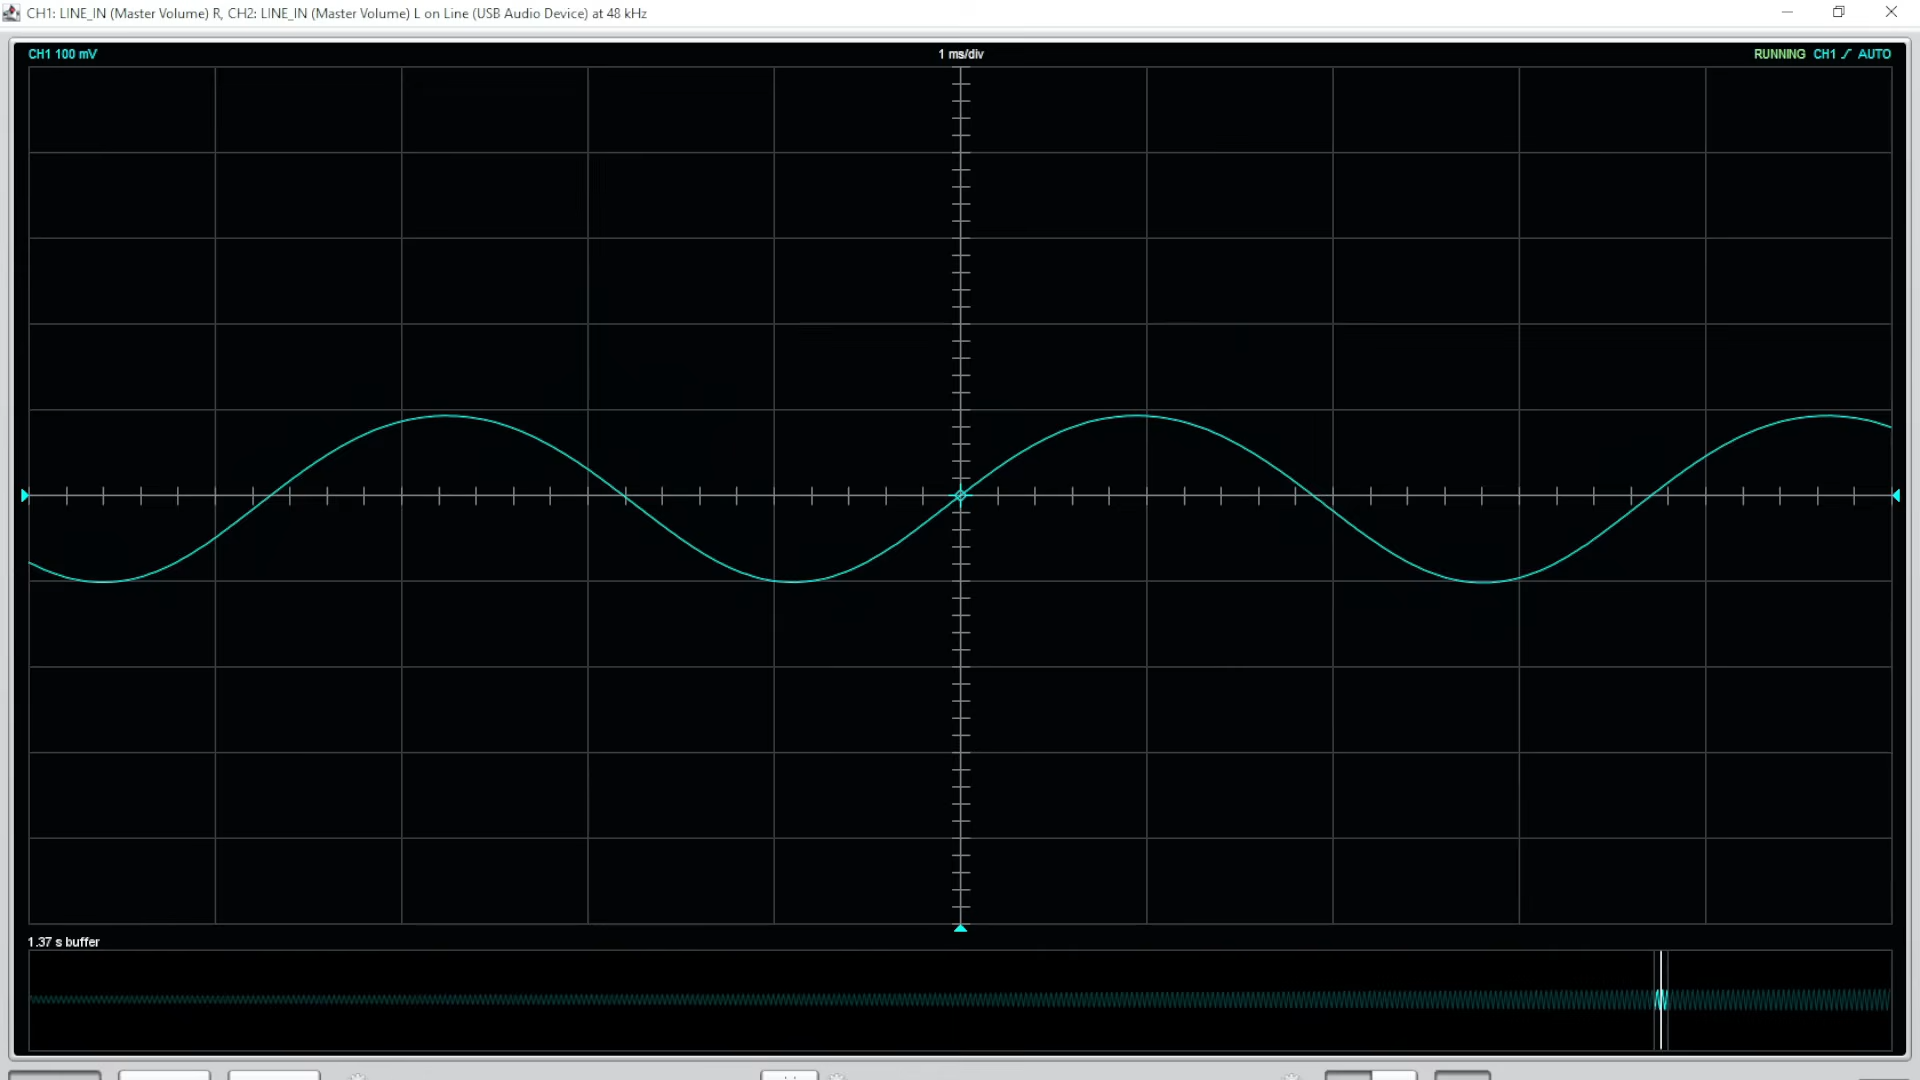 CH1: LINE_IN (Master Volume) R, CH2: LINE_IN (Master Volume) L on Line (USB Audio Device) at 48 kHz
CH1 100 mV
1 ms/div
RUNNING CH1 AUTO
1.37 s buffer